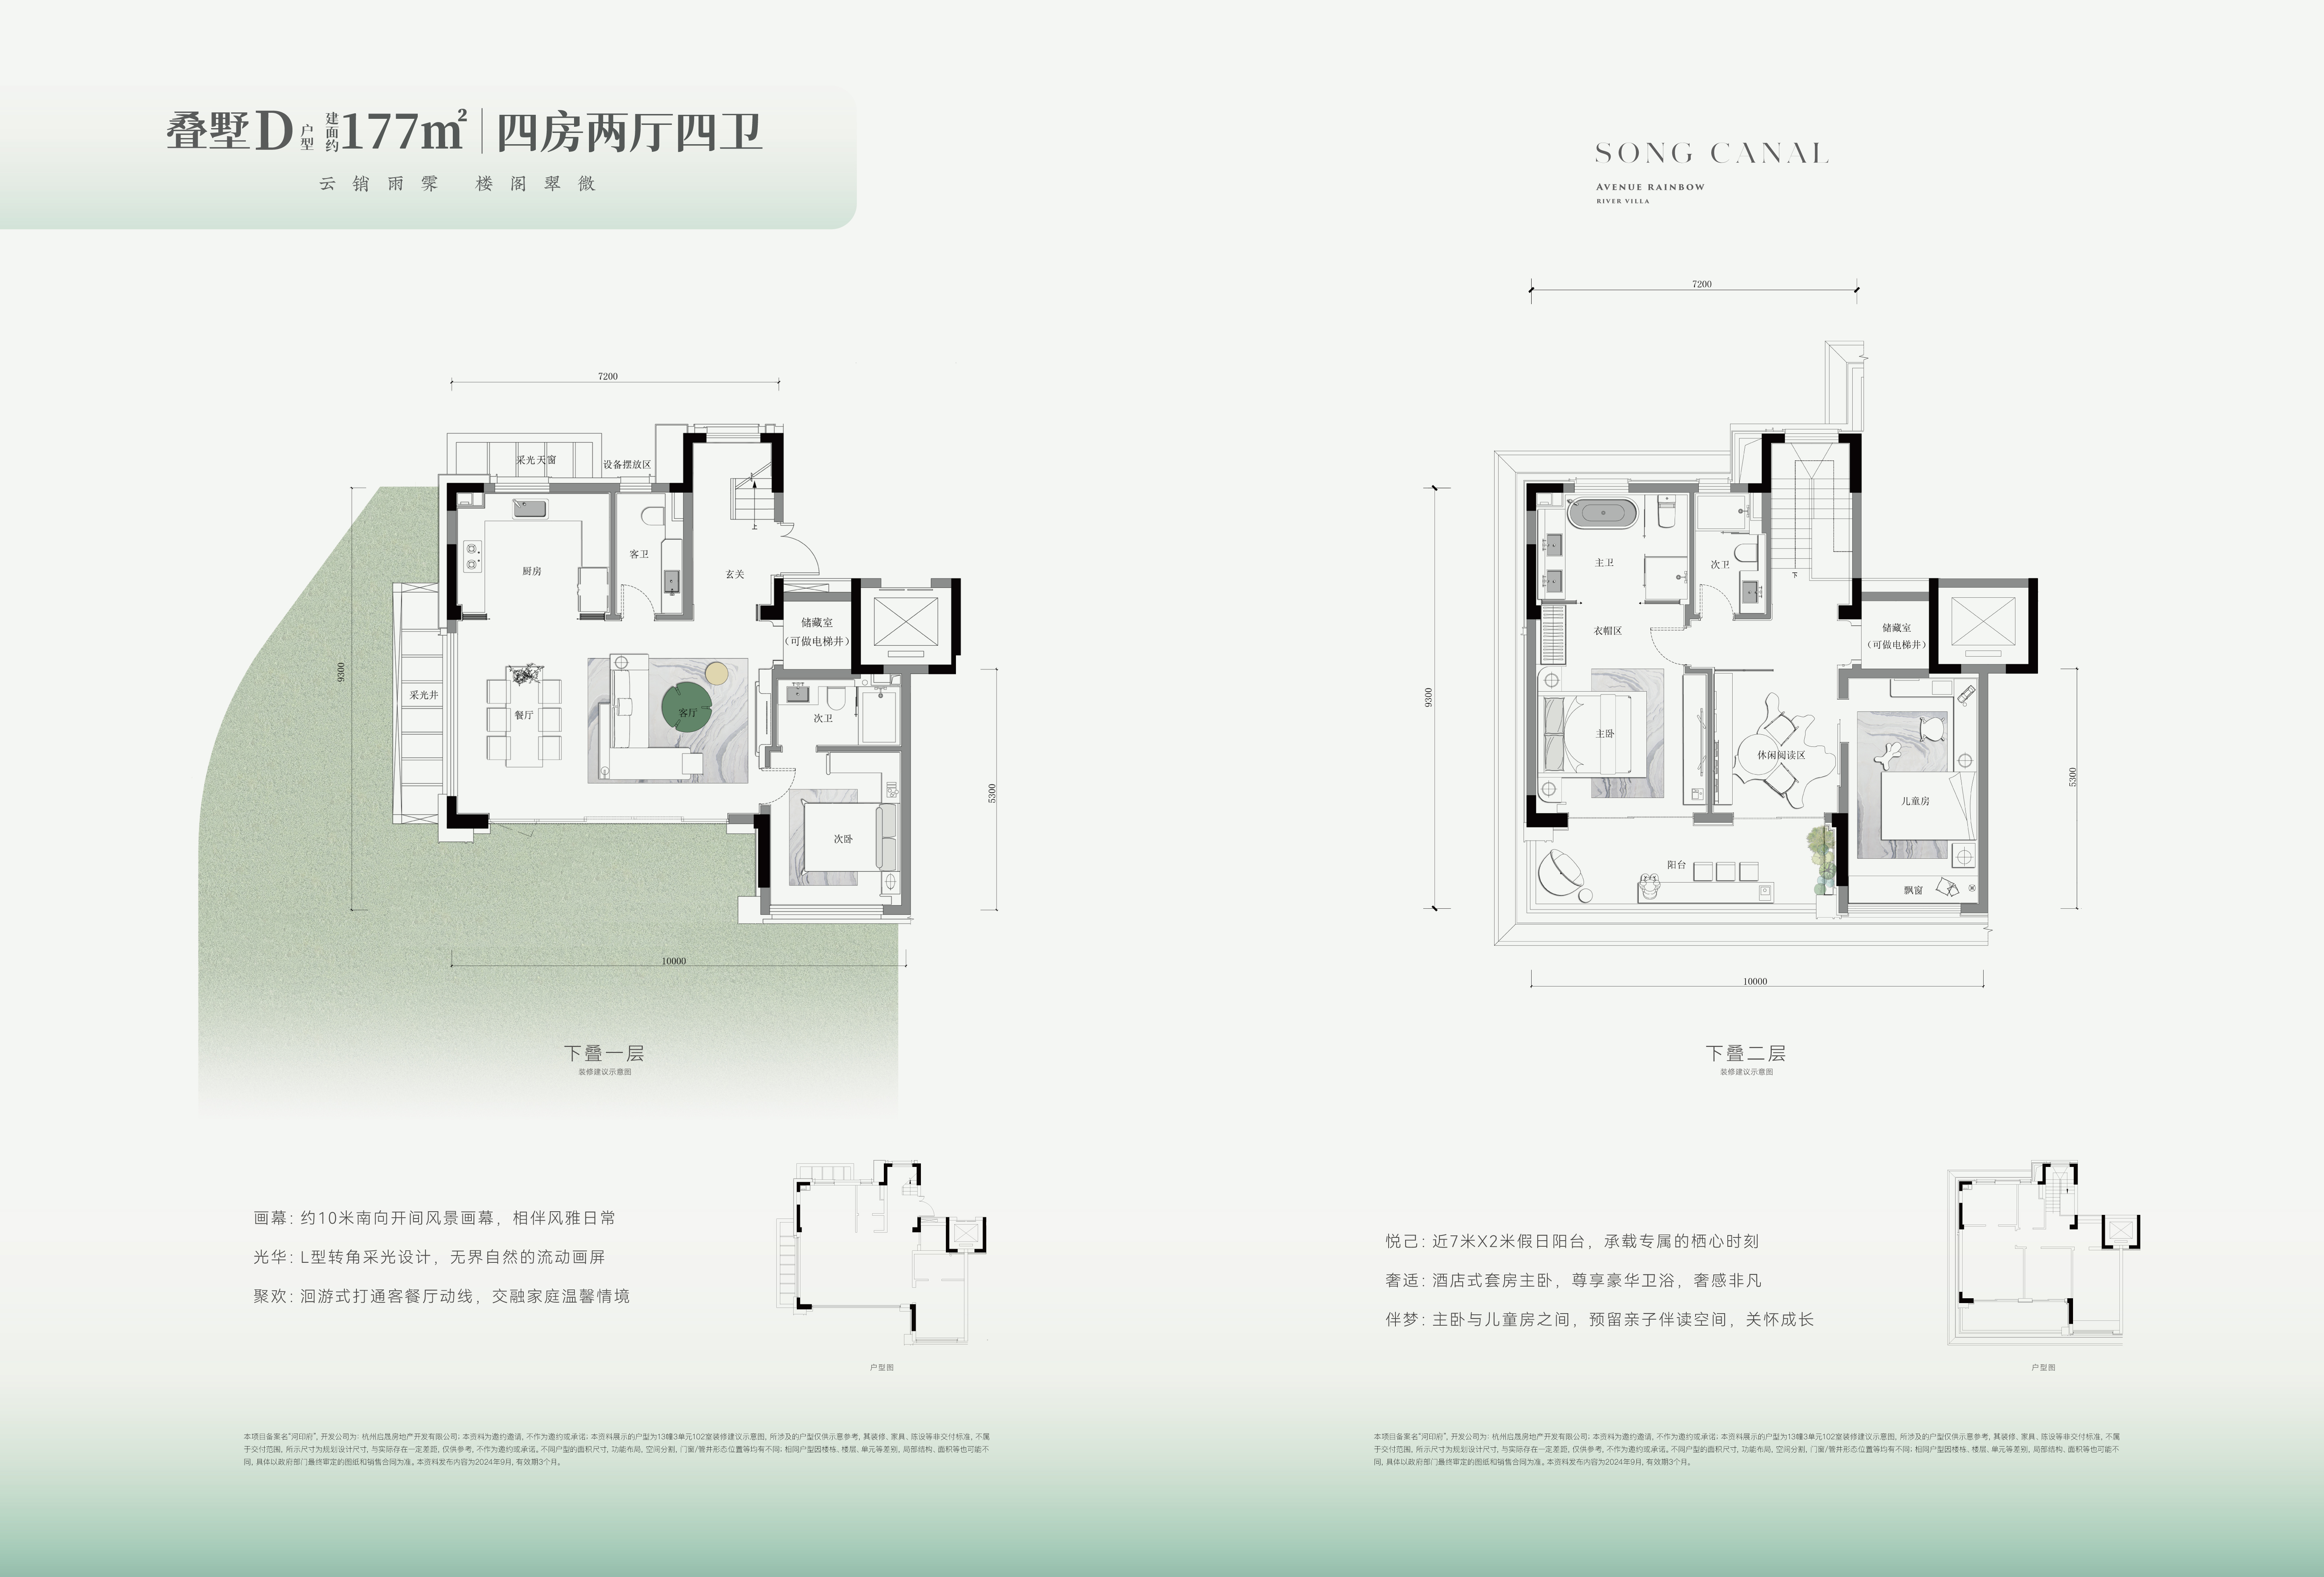 叠墅D户型 建面约177m² 四房两厅四卫
云销雨霁 楼阁翠微
SONG CANAL
AVENUE RAINBOW
RIVER VILLA
7200
采光天窗
设备摆放区
厨房
客卫
玄关
上
储藏室
(可做电梯井)
9300
采光井
餐厅
客厅
次卫
次卧
5300
10000
下叠一层
装修建议示意图
7200
主卫
次卫
下
衣帽区
储藏室
(可做电梯井)
9300
主卧
休闲阅读区
儿童房
5300
阳台
飘窗
10000
下叠二层
装修建议示意图
画幕: 约10米南向开间风景画幕, 相伴风雅日常
光华: L型转角采光设计, 无界自然的流动画屏
聚欢: 洄游式打通客餐厅动线, 交融家庭温馨情境
户型图
悦己: 近7米X2米假日阳台, 承载专属的栖心时刻
奢适: 酒店式套房主卧, 尊享豪华卫浴, 奢感非凡
伴梦: 主卧与儿童房之间, 预留亲子伴读空间, 关怀成长
户型图
本项目备案名“河印府”, 开发公司为: 杭州启晟房地产开发有限公司; 本资料为邀约邀请, 不作为邀约或承诺; 本资料展示的户型为13幢3单元102室装修建议示意图, 所涉及的户型仅供示意参考, 其装修、家具、陈设等非交付标准, 不属
于交付范围, 所示尺寸为规划设计尺寸, 与实际存在一定差距, 仅供参考, 不作为邀约或承诺。不同户型的面积尺寸, 功能布局, 空间分割, 门窗/管井形态位置等均有不同; 相同户型因楼栋、楼层、单元等差别, 局部结构、面积等也可能不
同, 具体以政府部门最终审定的图纸和销售合同为准。本资料发布内容为2024年9月, 有效期3个月。
本项目备案名“河印府”, 开发公司为: 杭州启晟房地产开发有限公司; 本资料为邀约邀请, 不作为邀约或承诺; 本资料展示的户型为13幢3单元102室装修建议示意图, 所涉及的户型仅供示意参考, 其装修、家具、陈设等非交付标准, 不属
于交付范围, 所示尺寸为规划设计尺寸, 与实际存在一定差距, 仅供参考, 不作为邀约或承诺。不同户型的面积尺寸, 功能布局, 空间分割, 门窗/管井形态位置等均有不同; 相同户型因楼栋、楼层、单元等差别, 局部结构、面积等也可能不
同, 具体以政府部门最终审定的图纸和销售合同为准。本资料发布内容为2024年9月, 有效期3个月。